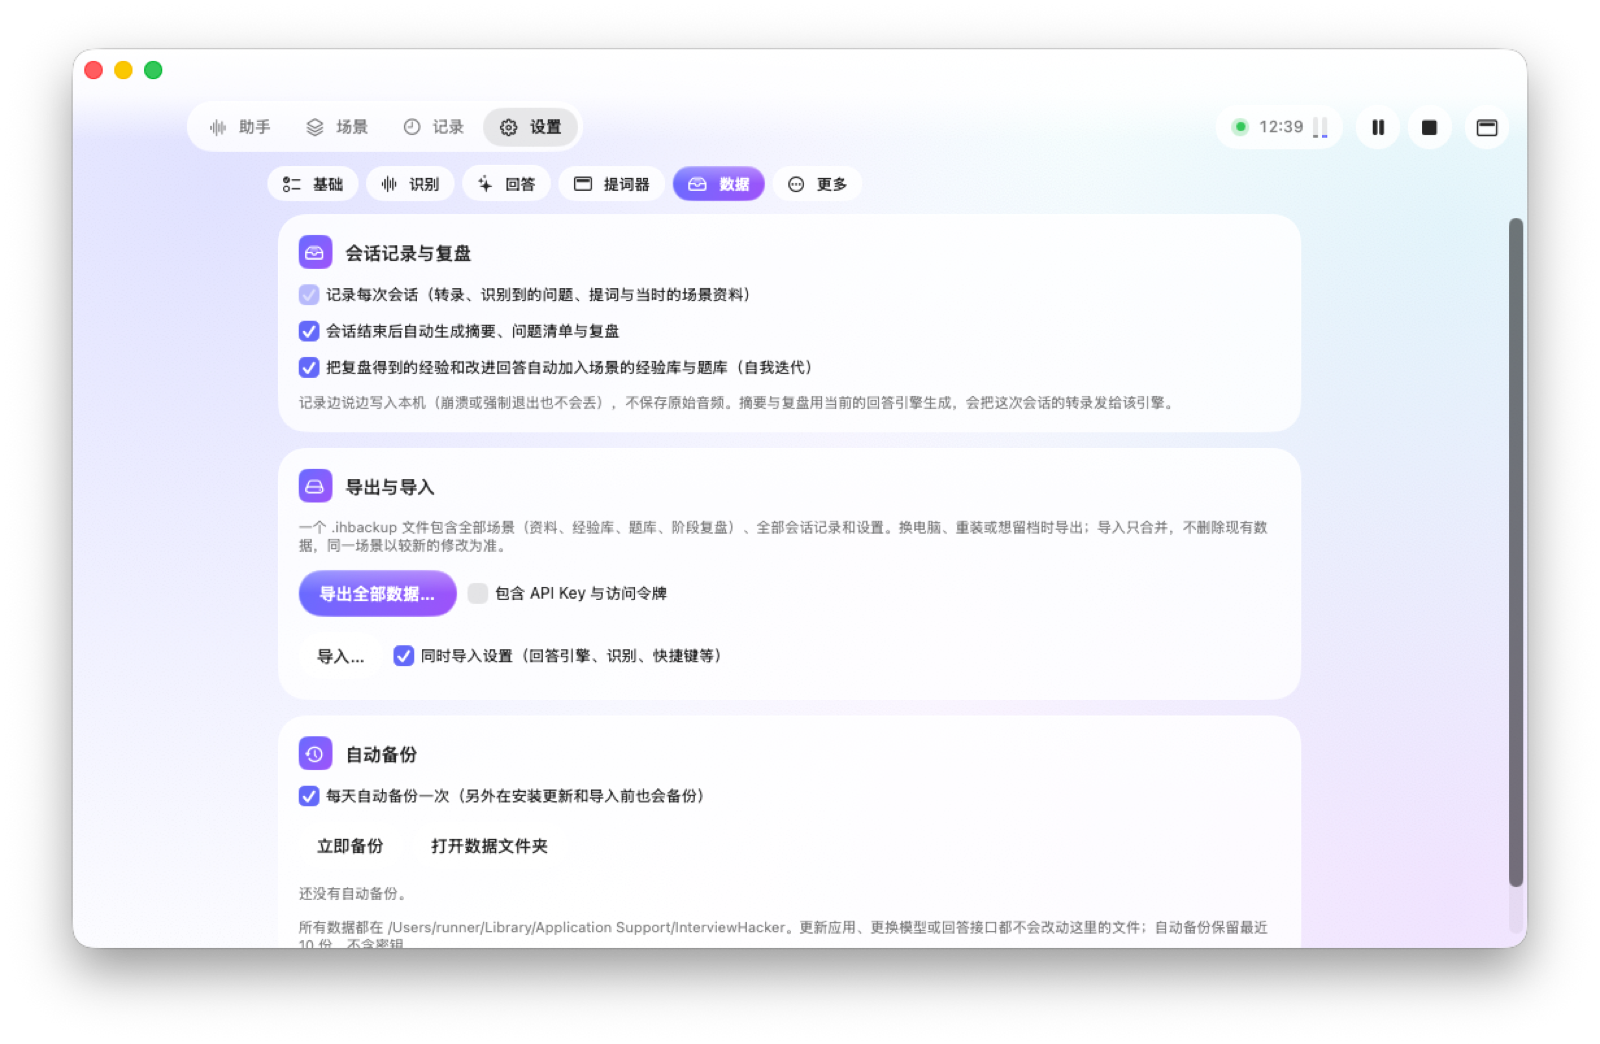 助手 场景 记录 设置 12:39
基础 识别 回答 提词器 数据 更多
会话记录与复盘
记录每次会话（转录、识别到的问题、提词与当时的场景资料）
会话结束后自动生成摘要、问题清单与复盘
把复盘得到的经验和改进回答自动加入场景的经验库与题库（自我迭代）
记录边说边写入本机（崩溃或强制退出也不会丢），不保存原始音频。摘要与复盘用当前的回答引擎生成，会把这次会话的转录发给该引擎。
导出与导入
一个 .ihbackup 文件包含全部场景（资料、经验库、题库、阶段复盘）、全部会话记录和设置。换电脑、重装或想留档时导出；导入只合并，不删除现有数
据，同一场景以较新的修改为准。
导出全部数据... 包含 API Key 与访问令牌
导入... 同时导入设置（回答引擎、识别、快捷键等）
自动备份
每天自动备份一次（另外在安装更新和导入前也会备份）
立即备份 打开数据文件夹
还没有自动备份。
所有数据都在 /Users/runner/Library/Application Support/InterviewHacker。更新应用、更换模型或回答接口都不会改动这里的文件；自动备份保留最近
10 份，不含密钥